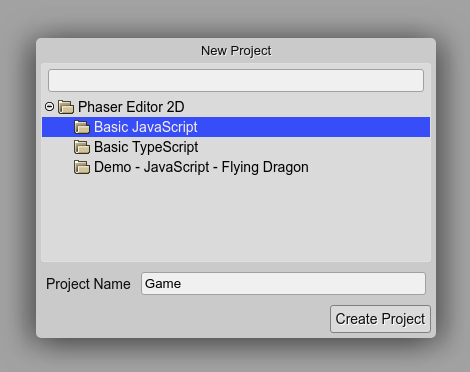 New Project
Phaser Editor 2D
Basic JavaScript
Basic TypeScript
Demo - JavaScript - Flying Dragon
Project Name Game
Create Project